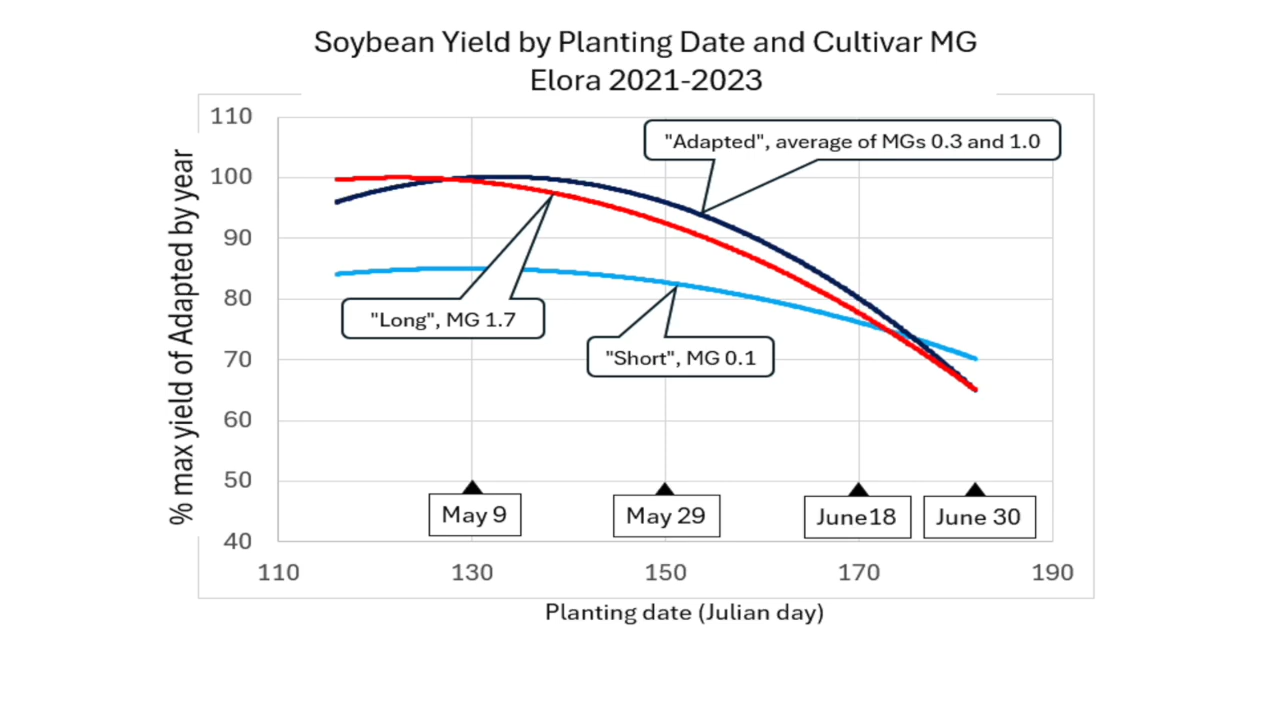 Soybean Yield by Planting Date and Cultivar MG
Elora 2021-2023
% max yield of Adapted by year
110
100
90
80
70
60
50
40
"Adapted", average of MGs 0.3 and 1.0
"Long", MG 1.7
"Short", MG 0.1
May 9
May 29
June18
June 30
110
130
150
170
190
Planting date (Julian day)